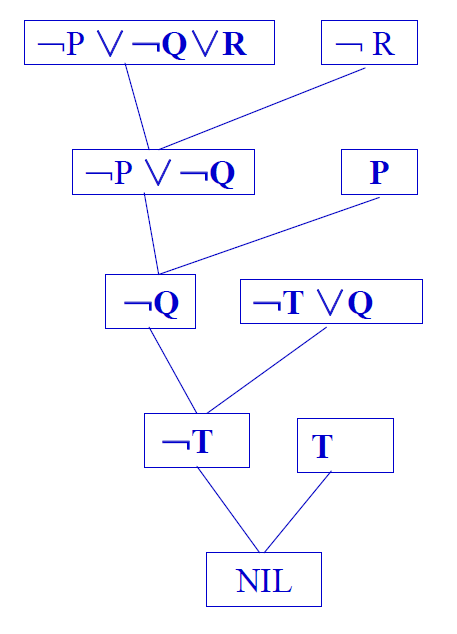 ¬P ∨ ¬Q ∨ R ¬ R
¬P ∨ ¬Q P
¬Q ¬T ∨ Q
¬T T
NIL